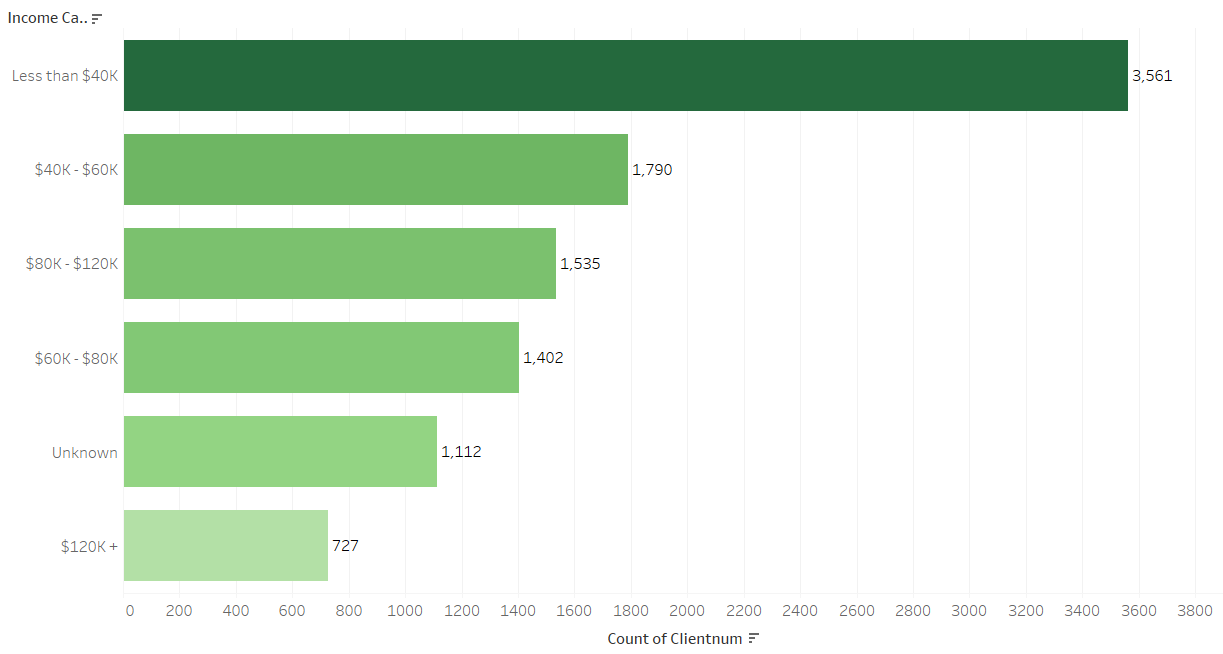 Income Ca..
Less than $40K
3,561
$40K - $60K
1,790
$80K - $120K
1,535
$60K - $80K
1,402
Unknown
1,112
$120K +
727
0 200 400 600 800 1000 1200 1400 1600 1800 2000 2200 2400 2600 2800 3000 3200 3400 3600 3800
Count of Clientnum